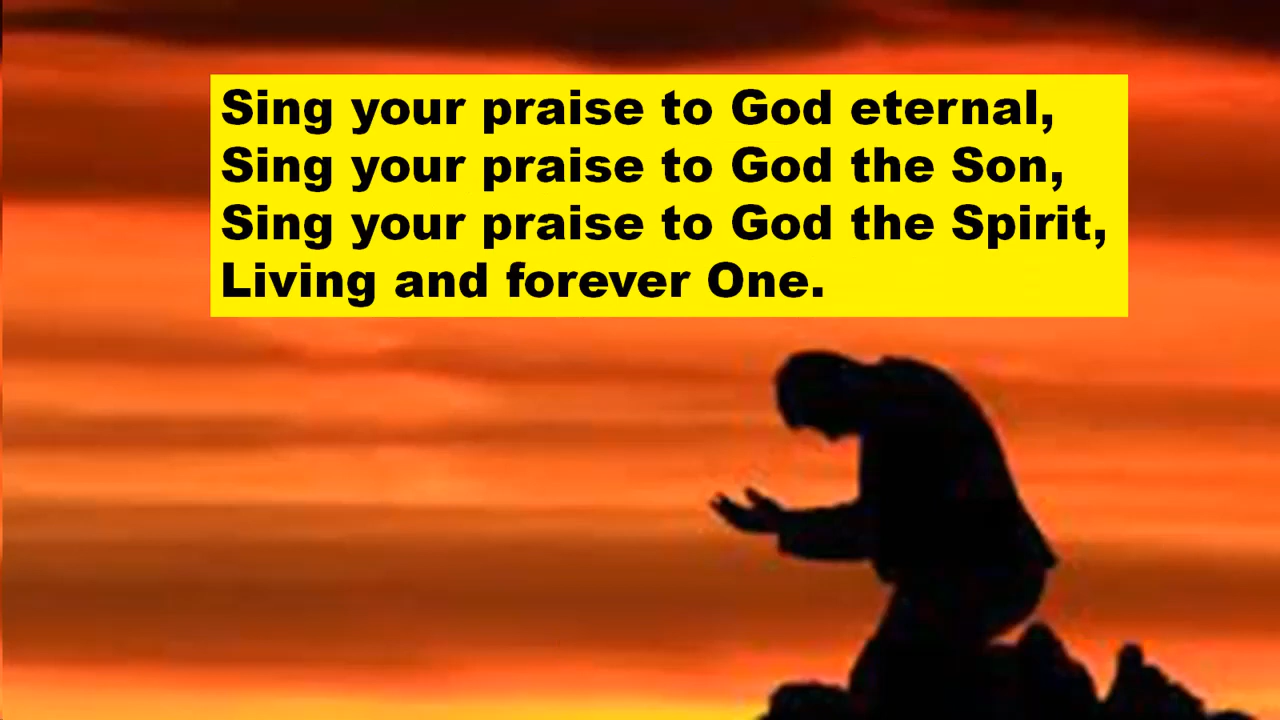 Sing your praise to God eternal,
Sing your praise to God the Son,
Sing your praise to God the Spirit,
Living and forever One.